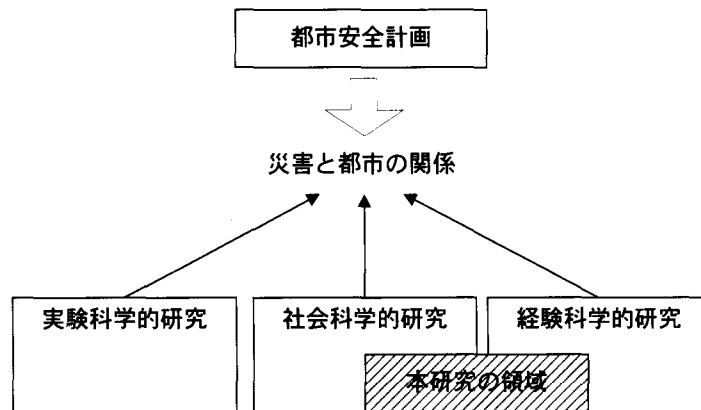 都市安全計画
災害と都市の関係
実験科学的研究
社会科学的研究
経験科学的研究
本研究の領域